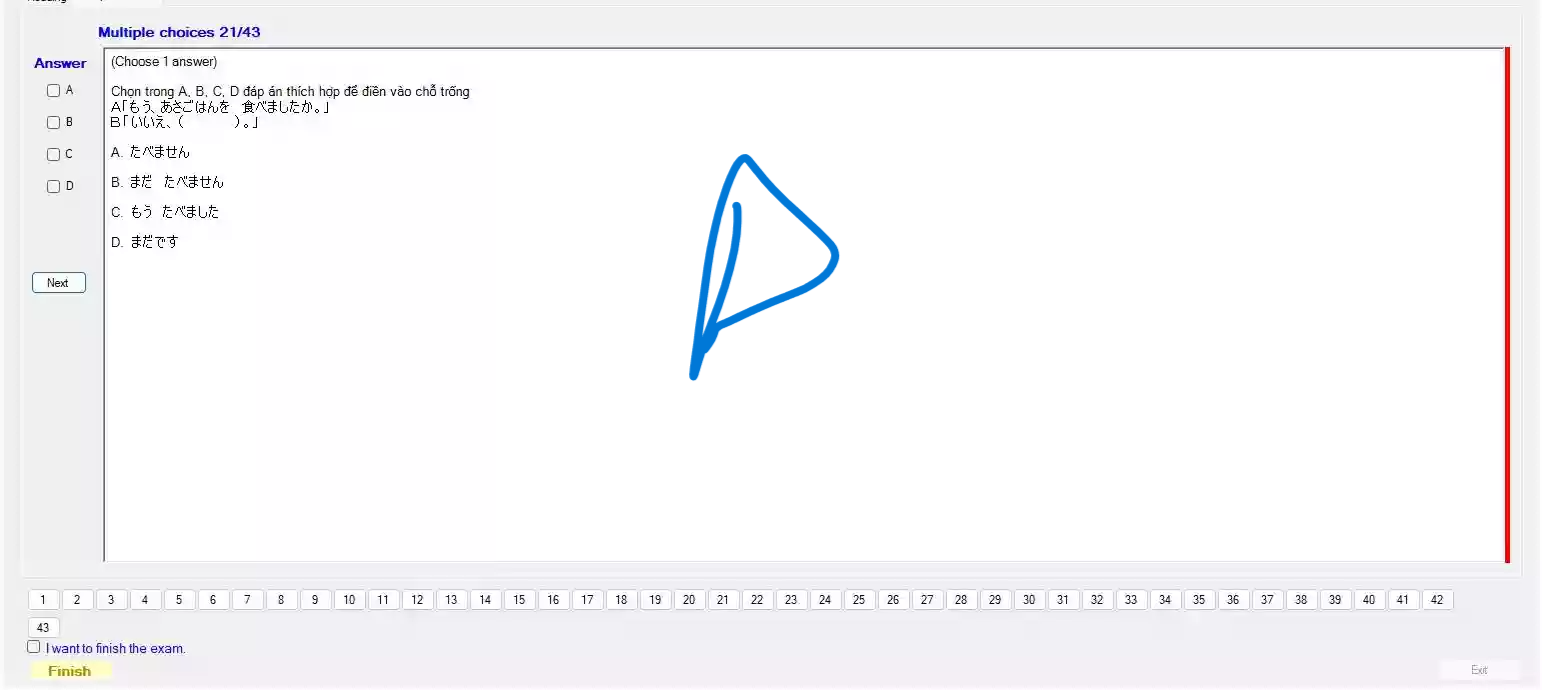 Multiple choices 21/43
Answer
(Choose 1 answer)
A
Chọn trong A, B, C, D đáp án thích hợp để điền vào chỗ trống
A「もう、あさごはんを　食べましたか。」
B「いいえ、(　　　　)。」
B
A. たべません
C
B. まだ　たべません
D
C. もう　たべました
D. まだです
Next
D
1 2 3 4 5 6 7 8 9 10 11 12 13 14 15 16 17 18 19 20 21 22 23 24 25 26 27 28 29 30 31 32 33 34 35 36 37 38 39 40 41 42
43
I want to finish the exam.
Finish
Exit